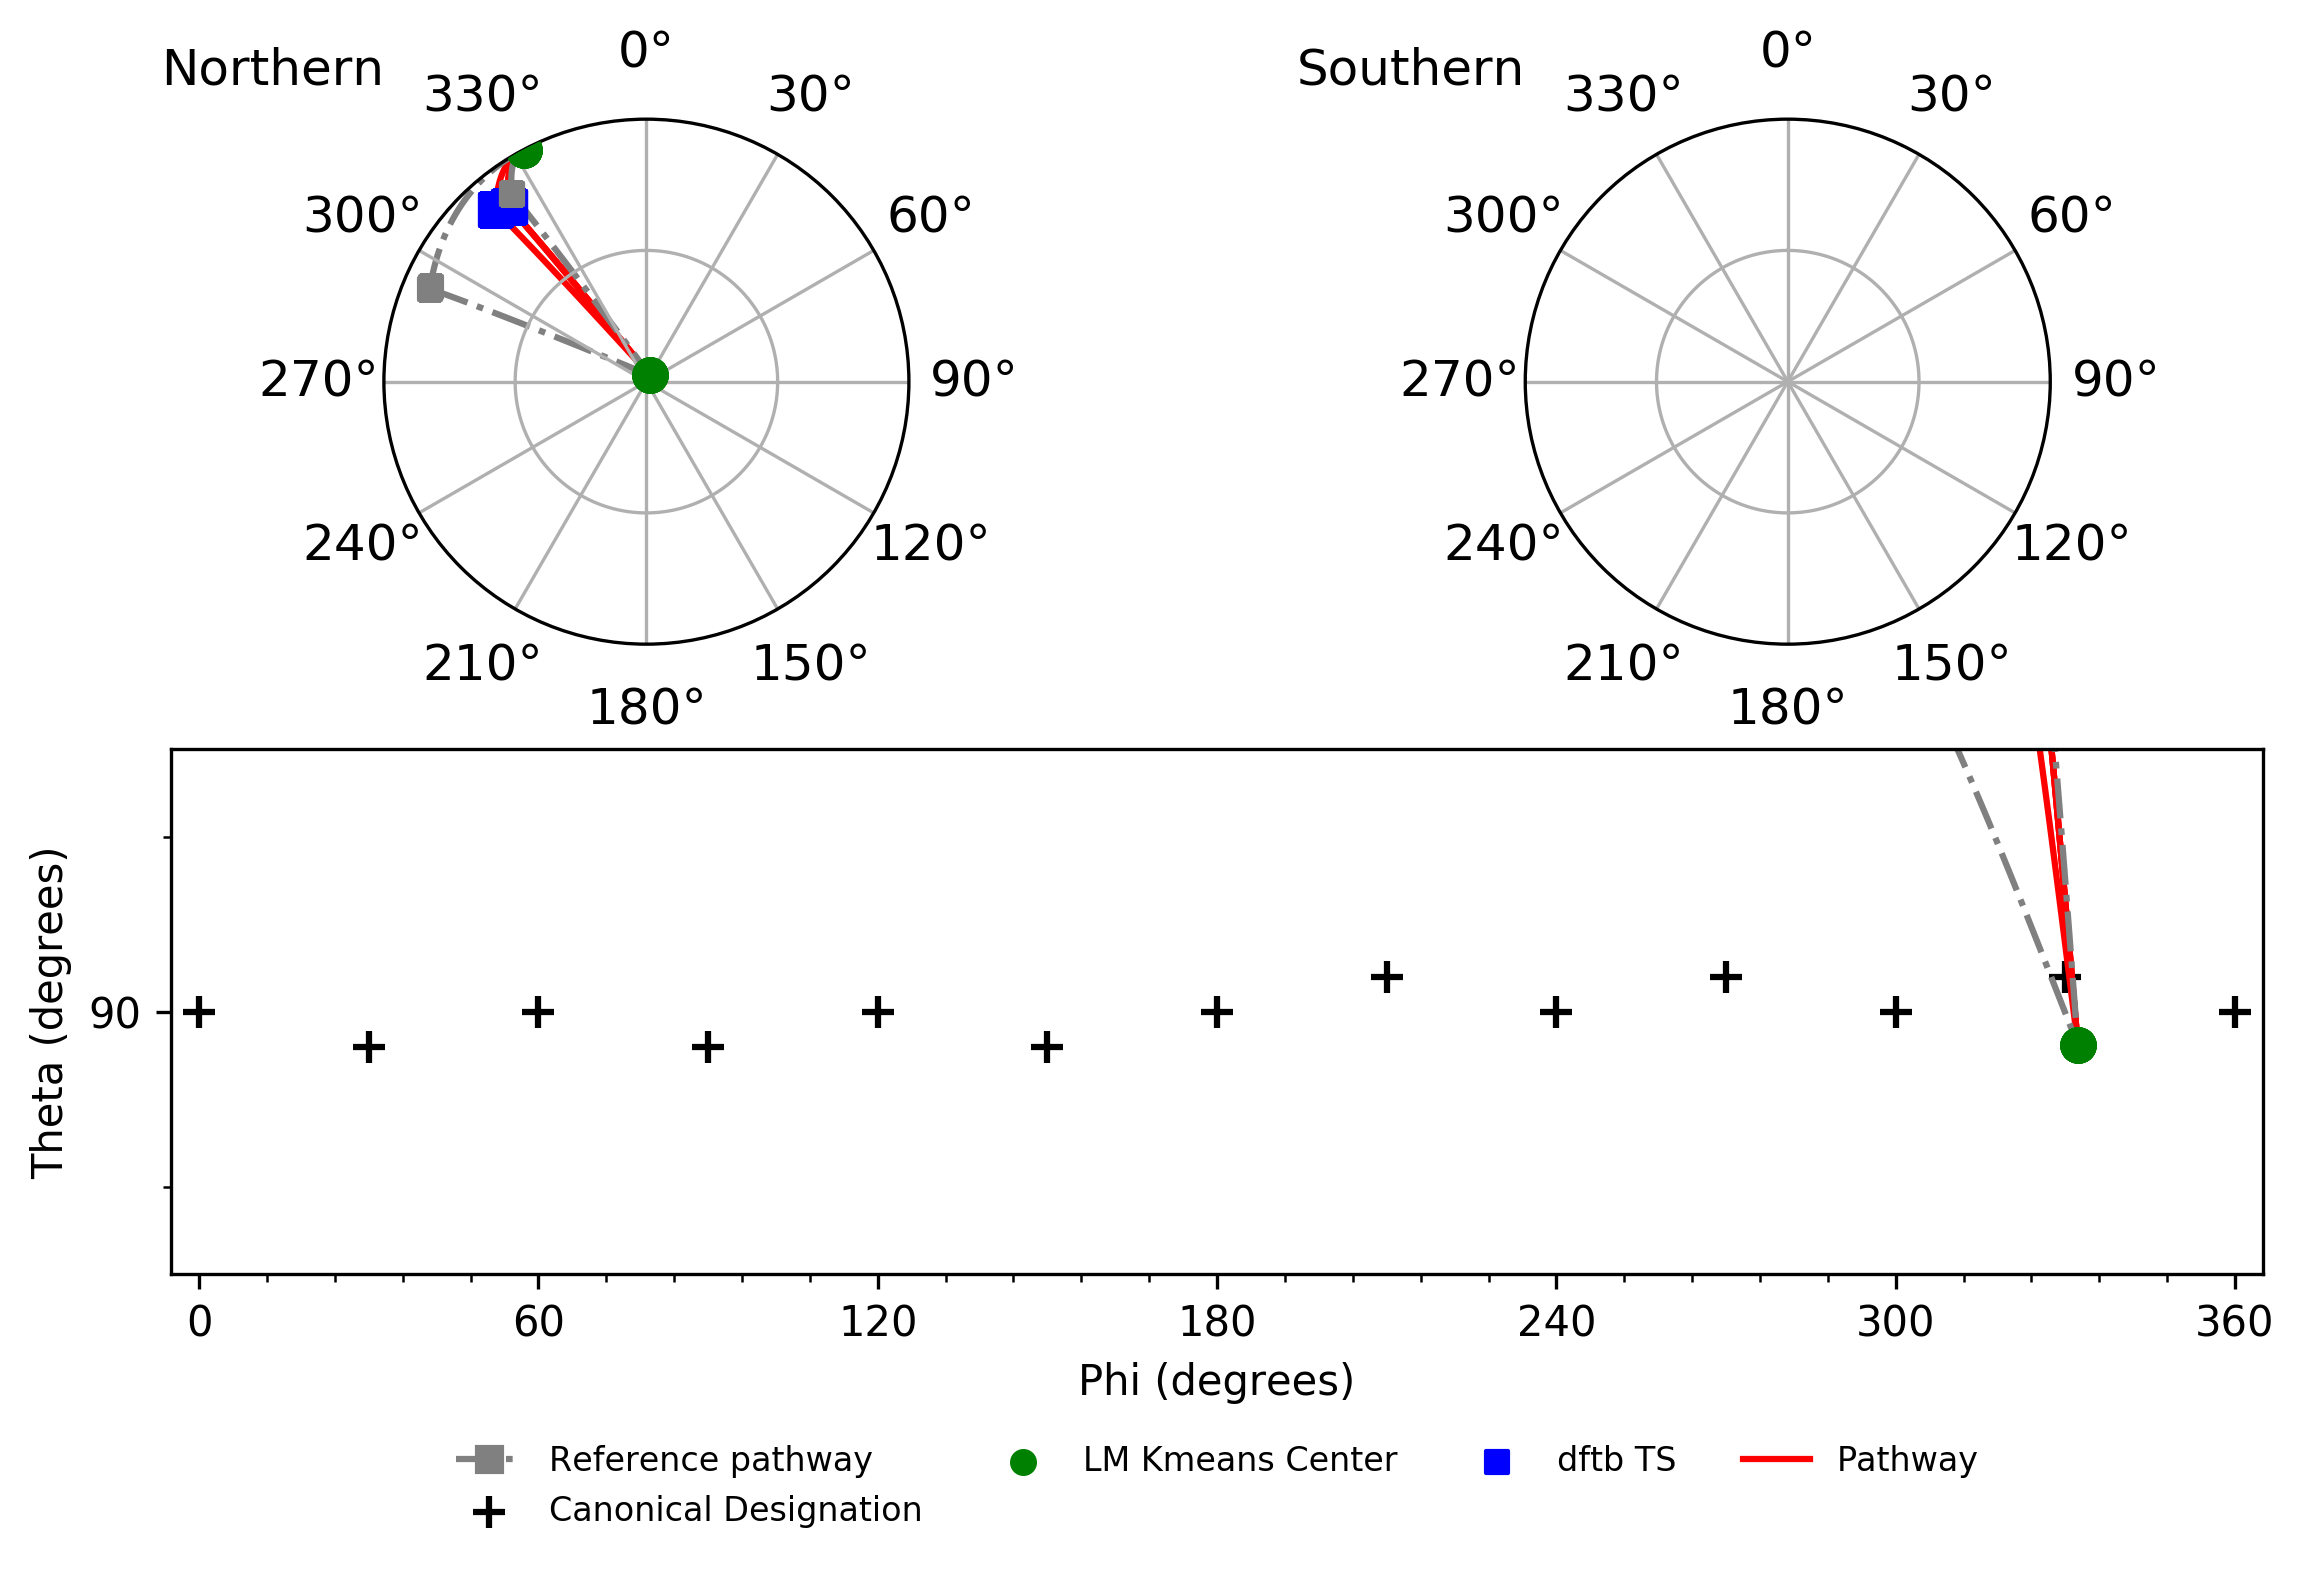 Northern
0°
330°
30°
300°
60°
270°
90°
240°
120°
210°
150°
180°
Southern
0°
330°
30°
300°
60°
270°
90°
240°
120°
210°
150°
180°
Theta (degrees)
90
0 60 120 180 240 300 360
Phi (degrees)
Reference pathway
Canonical Designation
LM Kmeans Center
dftb TS
Pathway